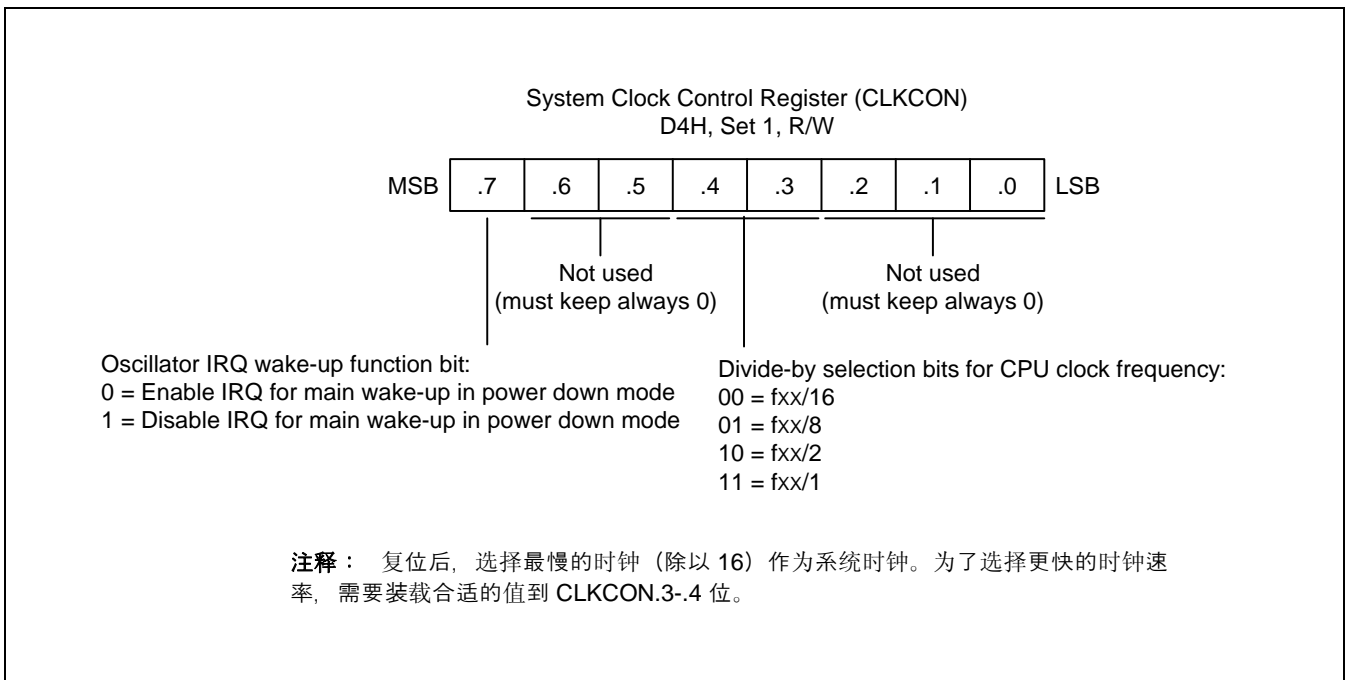 System Clock Control Register (CLKCON)
D4H, Set 1, R/W
MSB .7 .6 .5 .4 .3 .2 .1 .0 LSB
Not used
(must keep always 0)
Not used
(must keep always 0)
Oscillator IRQ wake-up function bit:
0 = Enable IRQ for main wake-up in power down mode
1 = Disable IRQ for main wake-up in power down mode
Divide-by selection bits for CPU clock frequency:
00 = fxx/16
01 = fxx/8
10 = fxx/2
11 = fxx/1
注释： 复位后，选择最慢的时钟（除以 16）作为系统时钟。为了选择更快的时钟速
率，需要装载合适的值到 CLKCON.3-.4 位。